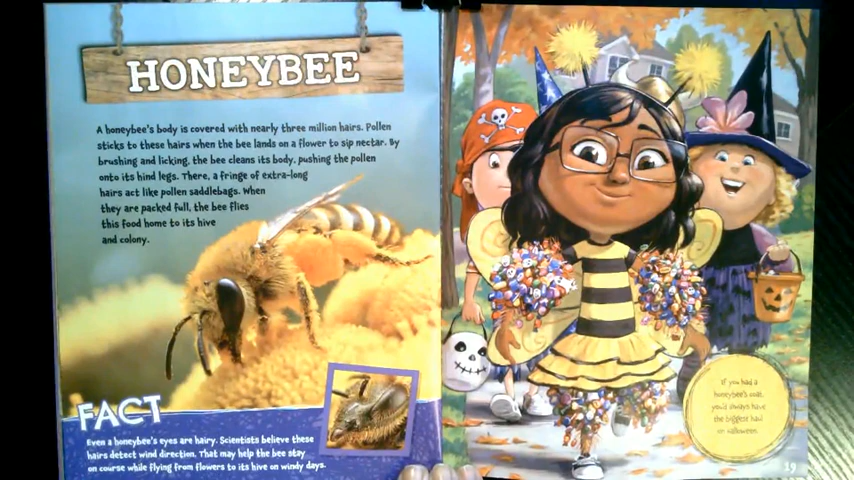 HONEYBEE
A honeybee's body is covered with nearly three million hairs. Pollen
sticks to these hairs when the bee lands on a flower to sip nectar. By
brushing and licking, the bee cleans its body, pushing the pollen
onto its hind legs. There, a fringe of extra-long
hairs act like pollen saddlebags. When
they are packed full, the bee flies
this food home to its hive
and colony.
FACT
Even a honeybee's eyes are hairy. Scientists believe these
hairs detect wind direction. That may help the bee stay
on course while flying from flowers to its hive on windy days.
If you had a
honeybee's coat,
you'd always have
the biggest haul
on Halloween.
19